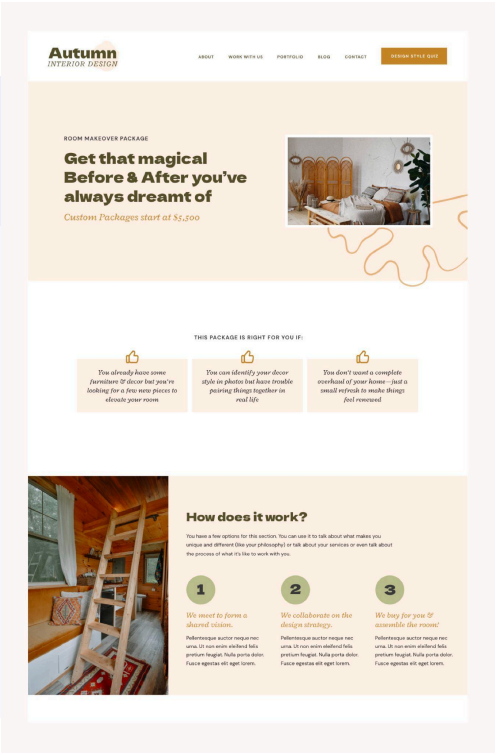 Autumn
INTERIOR DESIGN
ABOUT
WORK WITH US
PORTFOLIO
BLOG
CONTACT
DESIGN STYLE QUIZ
ROOM MAKEOVER PACKAGE
Get that magical
Before & After you've
always dreamt of
Custom Packages start at $5,500
THIS PACKAGE IS RIGHT FOR YOU IF:
You already have some
furniture & decor but you're
looking for a few new pieces to
elevate your room
You can identify your decor
style in photos but have trouble
pairing things together in
real life
You don't want a complete
overhaul of your home—just a
small refresh to make things
feel renewed
How does it work?
You have a few options for this section. You can use it to talk about what makes you
unique and different (like your philosophy) or talk about your services or even talk about
the process of what it's like to work with you.
1
We meet to form a
shared vision.
Pellentesque auctor neque nec
urna. Ut non enim eleifend felis
pretium feugiat. Nulla porta dolor.
Fusce egestas elit eget lorem.
2
We collaborate on the
design strategy.
Pellentesque auctor neque nec
urna. Ut non enim eleifend felis
pretium feugiat. Nulla porta dolor.
Fusce egestas elit eget lorem.
3
We buy for you &
assemble the room!
Pellentesque auctor neque nec
urna. Ut non enim eleifend felis
pretium feugiat. Nulla porta dolor.
Fusce egestas elit eget lorem.